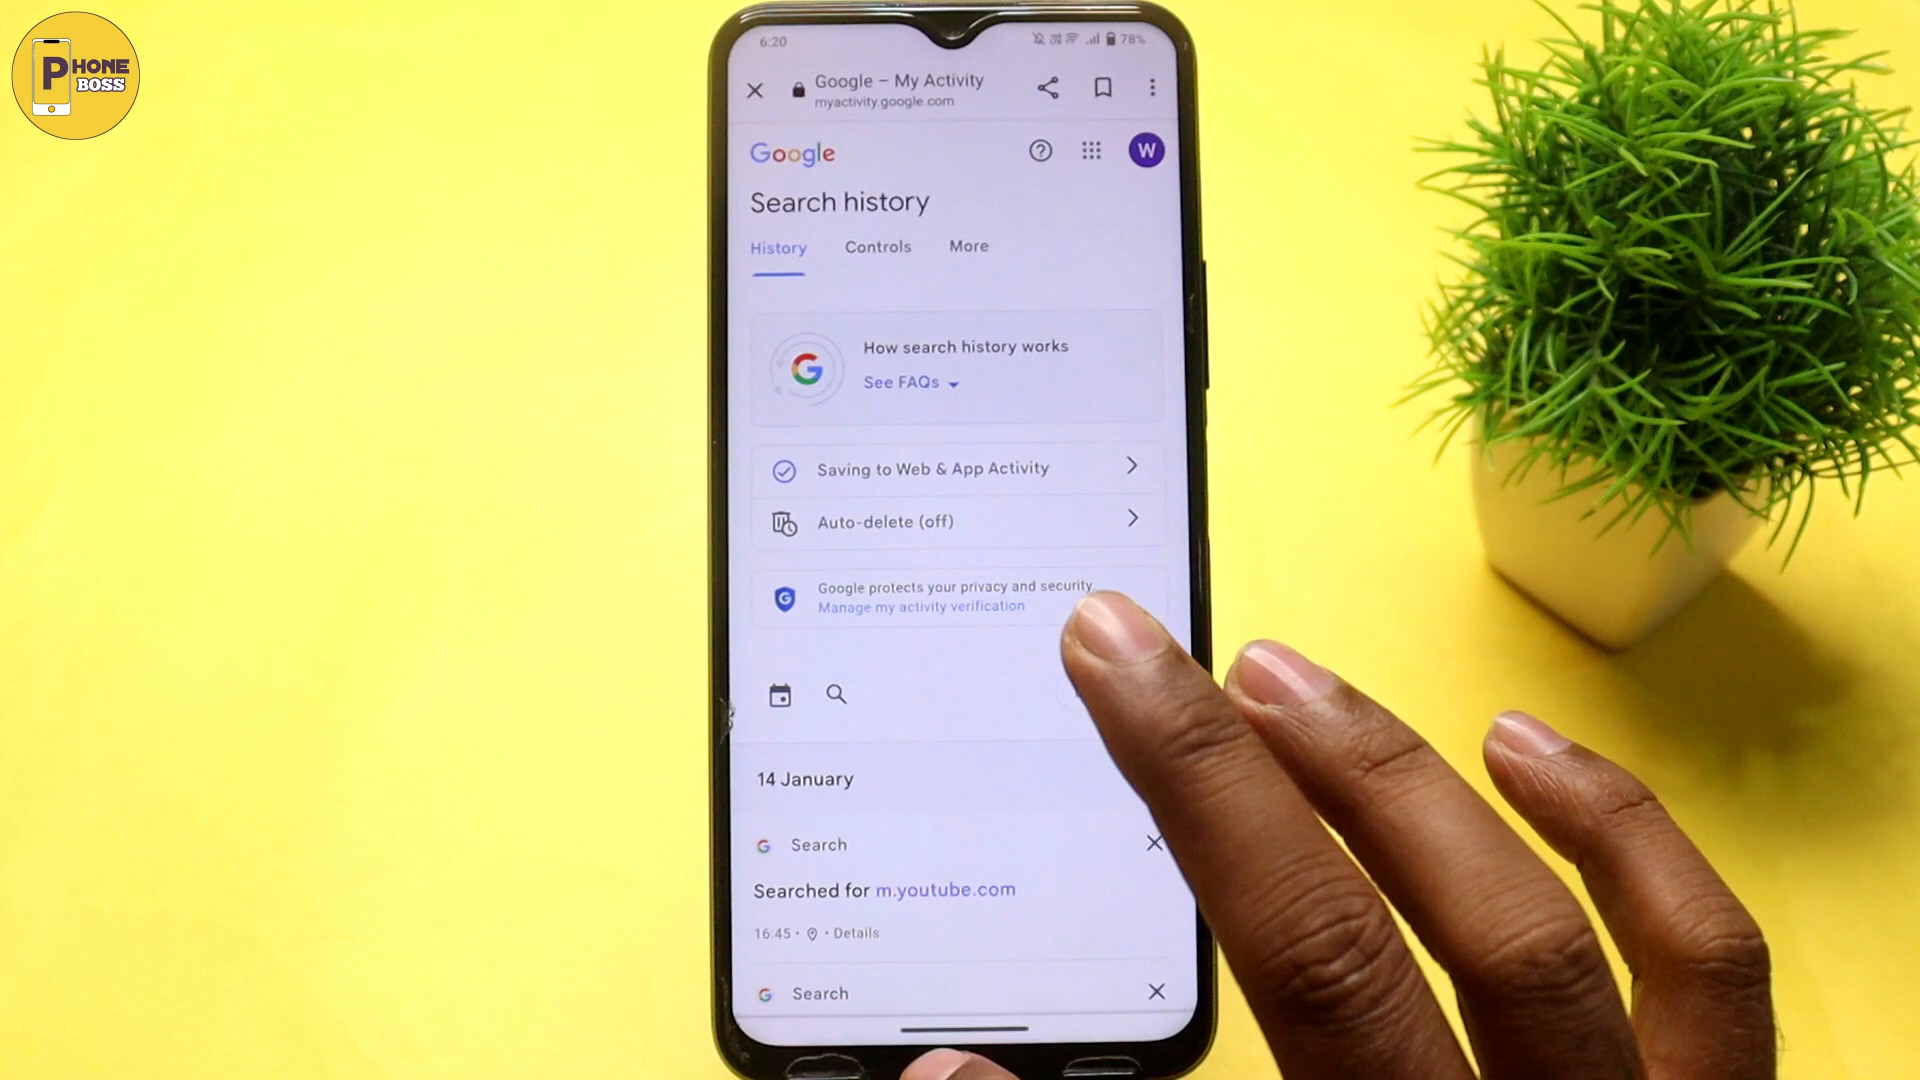 PHONE
BOSS
6:20
78%
Google – My Activity
myactivity.google.com
Google
W
Search history
History Controls More
G
How search history works
See FAQs
Saving to Web & App Activity
Auto-delete (off)
G
Google protects your privacy and security.
Manage my activity verification
14 January
G Search
Searched for m.youtube.com
16:45 • • Details
G Search